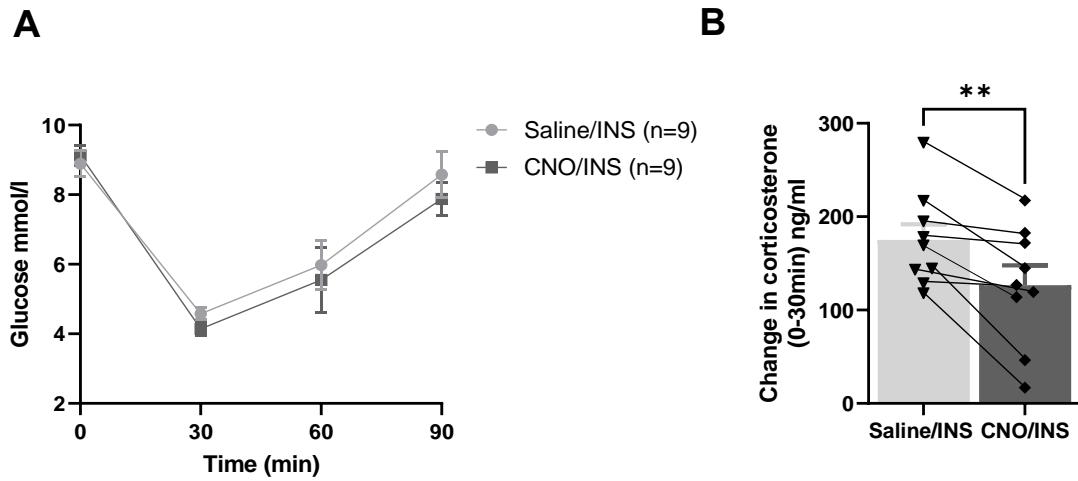 A
Glucose mmol/l
10
8
6
4
2
0
30
60
90
Time (min)
Saline/INS (n=9)
CNO/INS (n=9)
B
**
Change in corticosterone
(0-30min) ng/ml
300
200
100
0
Saline/INS
CNO/INS